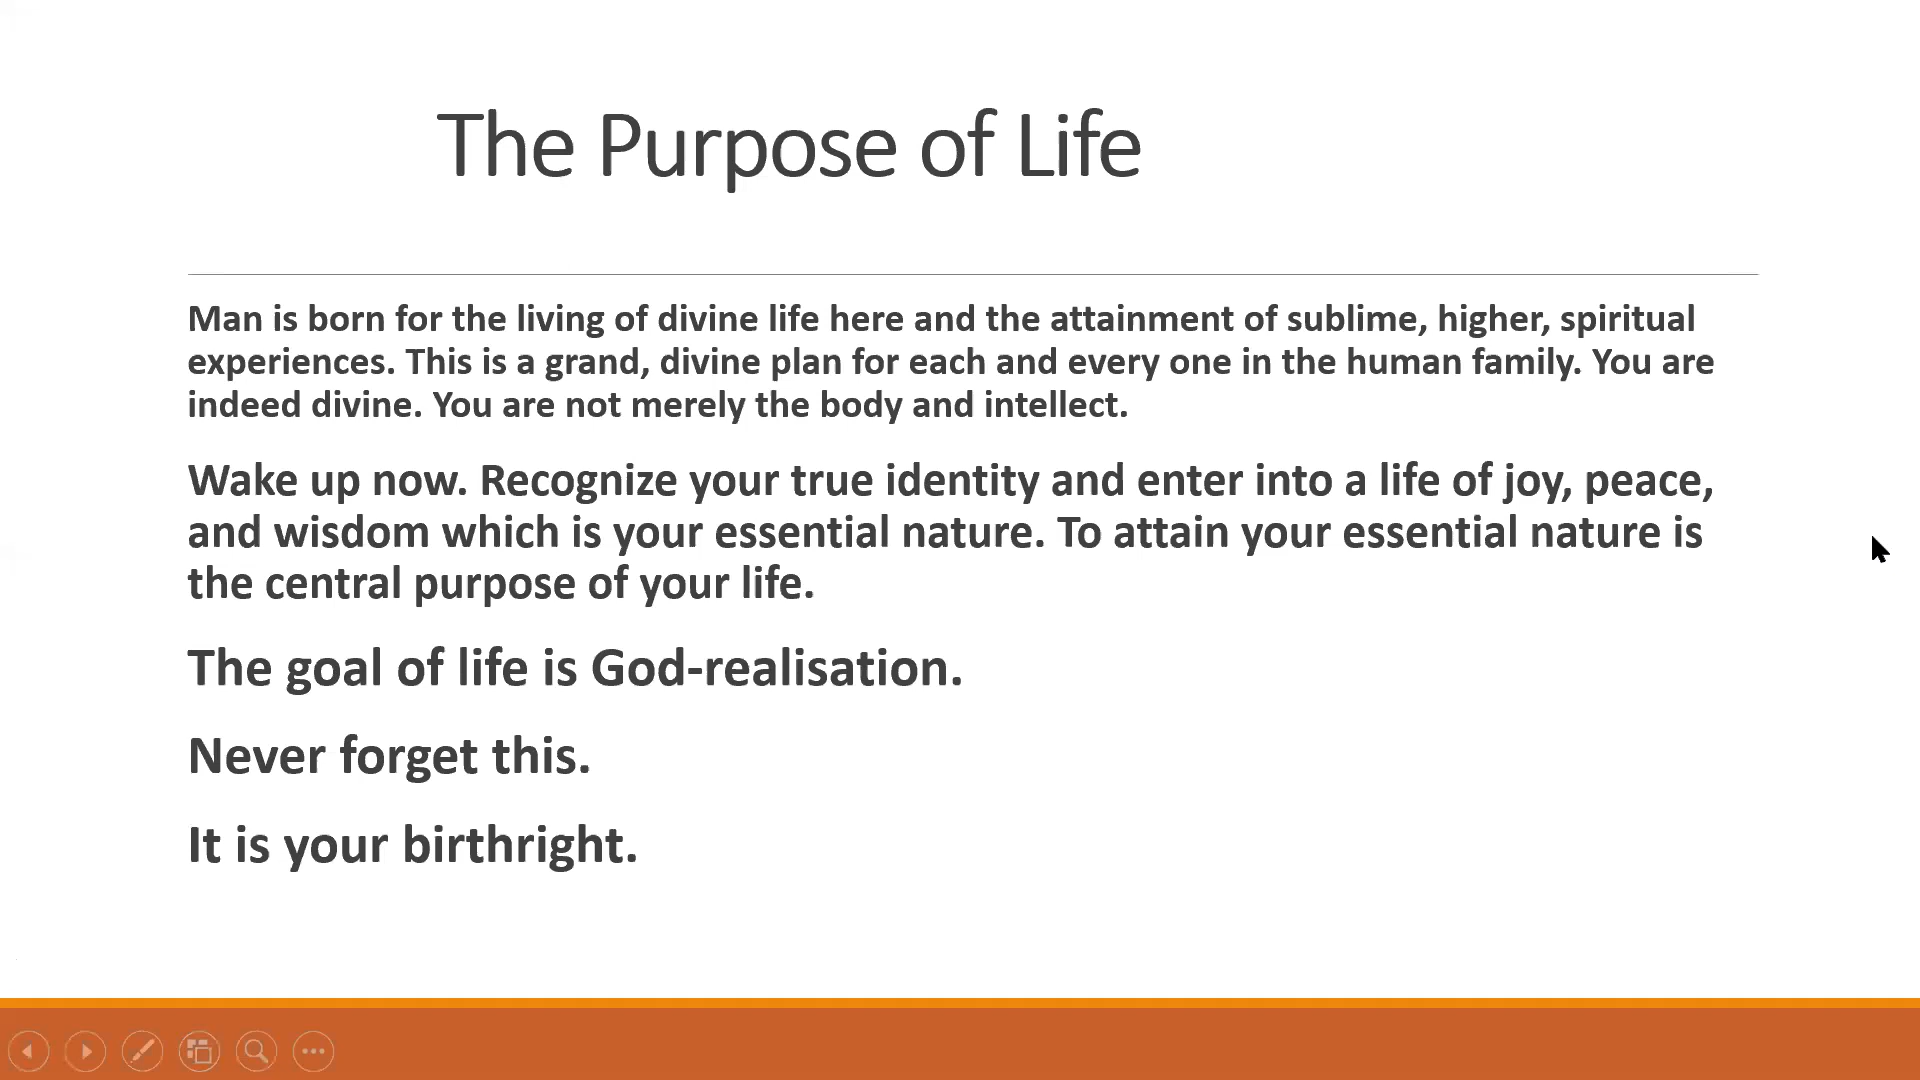 The Purpose of Life
Man is born for the living of divine life here and the attainment of sublime, higher, spiritual
experiences. This is a grand, divine plan for each and every one in the human family. You are
indeed divine. You are not merely the body and intellect.
Wake up now. Recognize your true identity and enter into a life of joy, peace,
and wisdom which is your essential nature. To attain your essential nature is
the central purpose of your life.
The goal of life is God-realisation.
Never forget this.
It is your birthright.